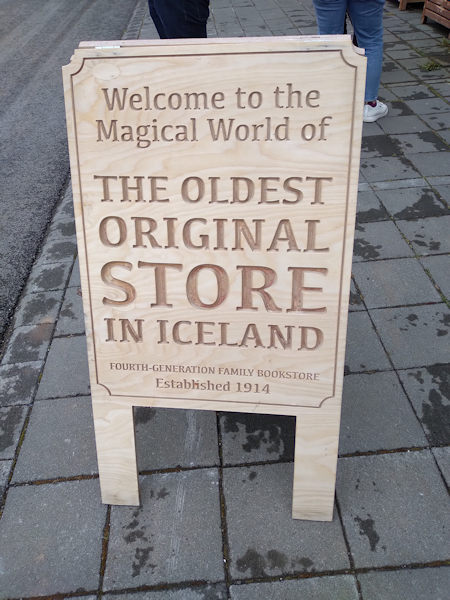 Welcome to the
Magical World of
THE OLDEST
ORIGINAL
STORE
IN ICELAND
FOURTH-GENERATION FAMILY BOOKSTORE
Established 1914